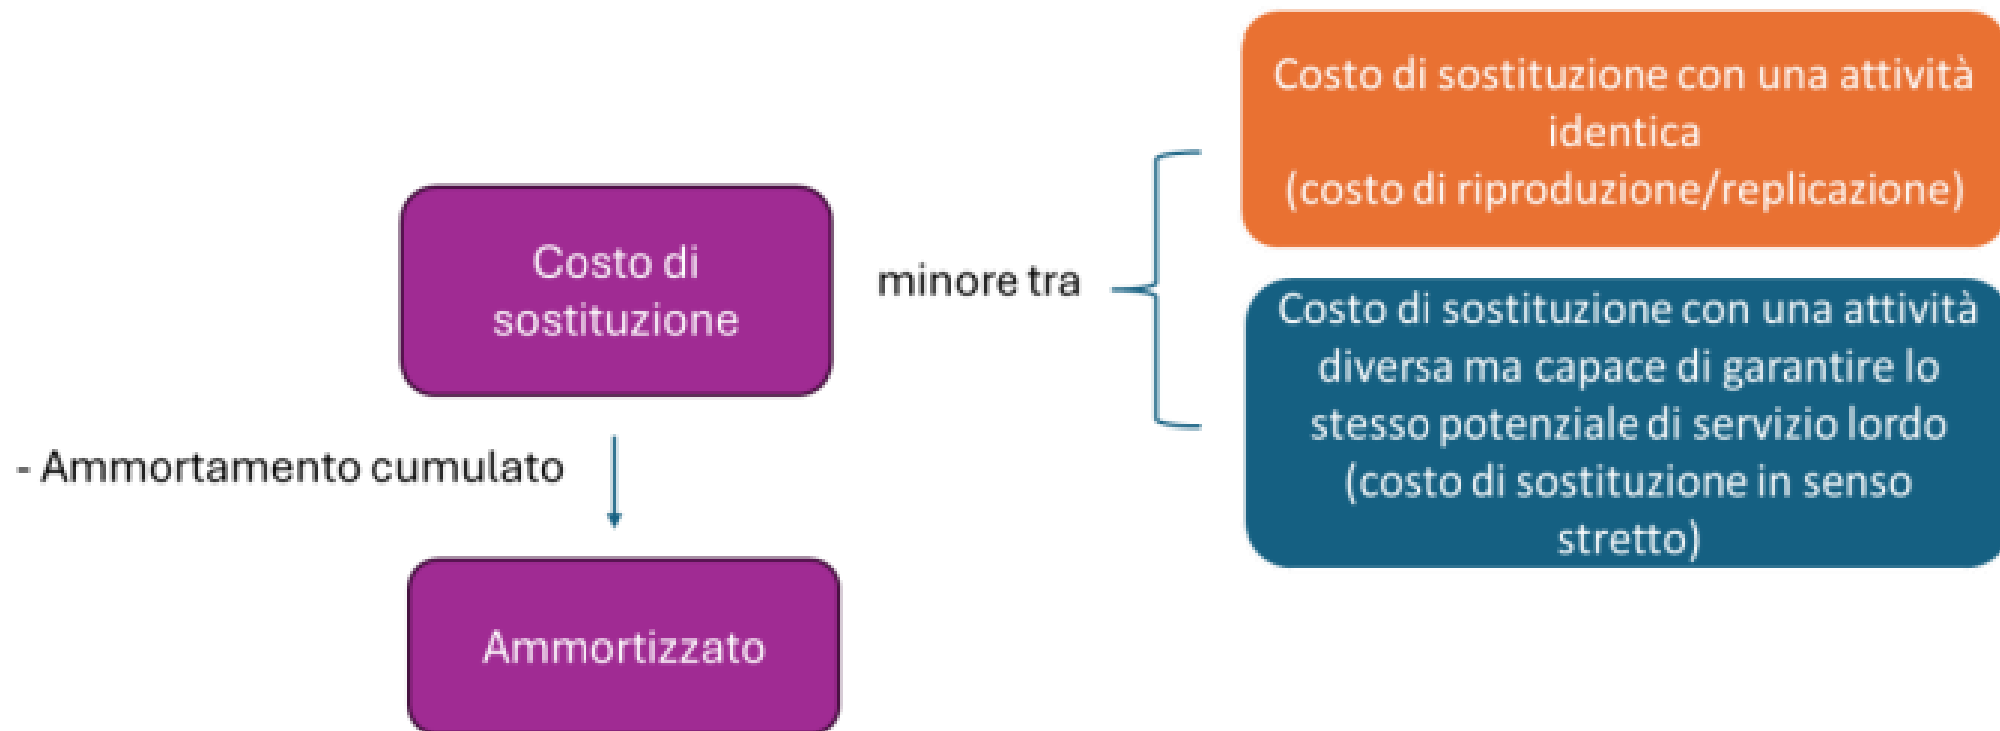 Costo di
sostituzione
minore tra
Costo di sostituzione con una attività
identica
(costo di riproduzione/replicazione)
Costo di sostituzione con una attività
diversa ma capace di garantire lo
stesso potenziale di servizio lordo
(costo di sostituzione in senso
stretto)
- Ammortamento cumulato
Ammortizzato